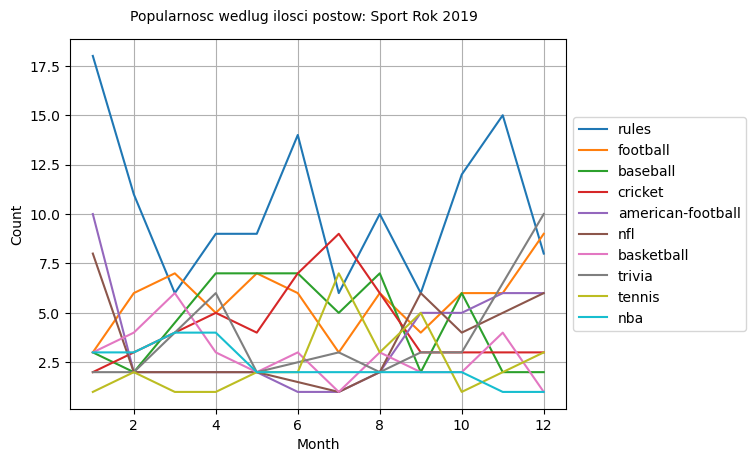 Popularnosc wedlug ilosci postow: Sport Rok 2019
17.5
15.0
12.5
10.0
7.5
5.0
2.5
Count
2 4 6 8 10 12
Month
rules
football
baseball
cricket
american-football
nfl
basketball
trivia
tennis
nba